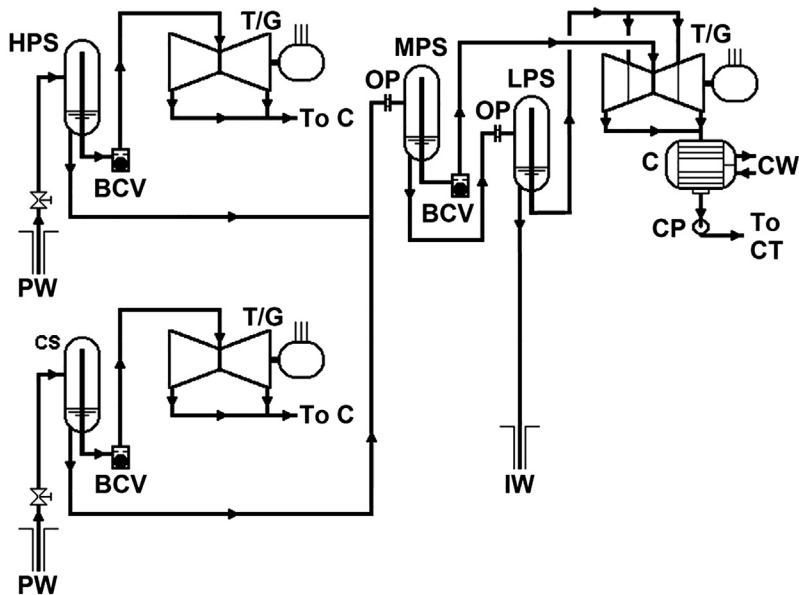 T/G
HPS
MPS
T/G
LPS
OP
OP
To C
BCV
C
CW
BCV
CP
To
CT
PW
T/G
CS
To C
BCV
IW
PW